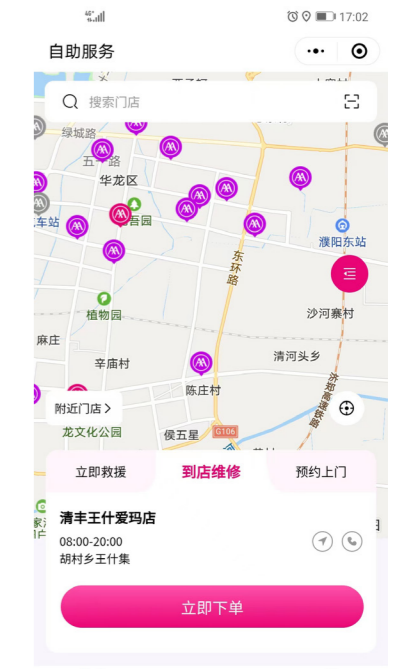 46
17:02
自助服务
搜索门店
绿城路
五一路
华龙区
吾园
车站
濮阳东站
东环路
植物园
沙河寨村
麻庄
辛庙村
清河头乡
陈庄村
济郑高速铁路
附近门店
龙文化公园
侯五星
G106
立即救援
到店维修
预约上门
清丰王什爱玛店
08:00-20:00
胡村乡王什集
立即下单